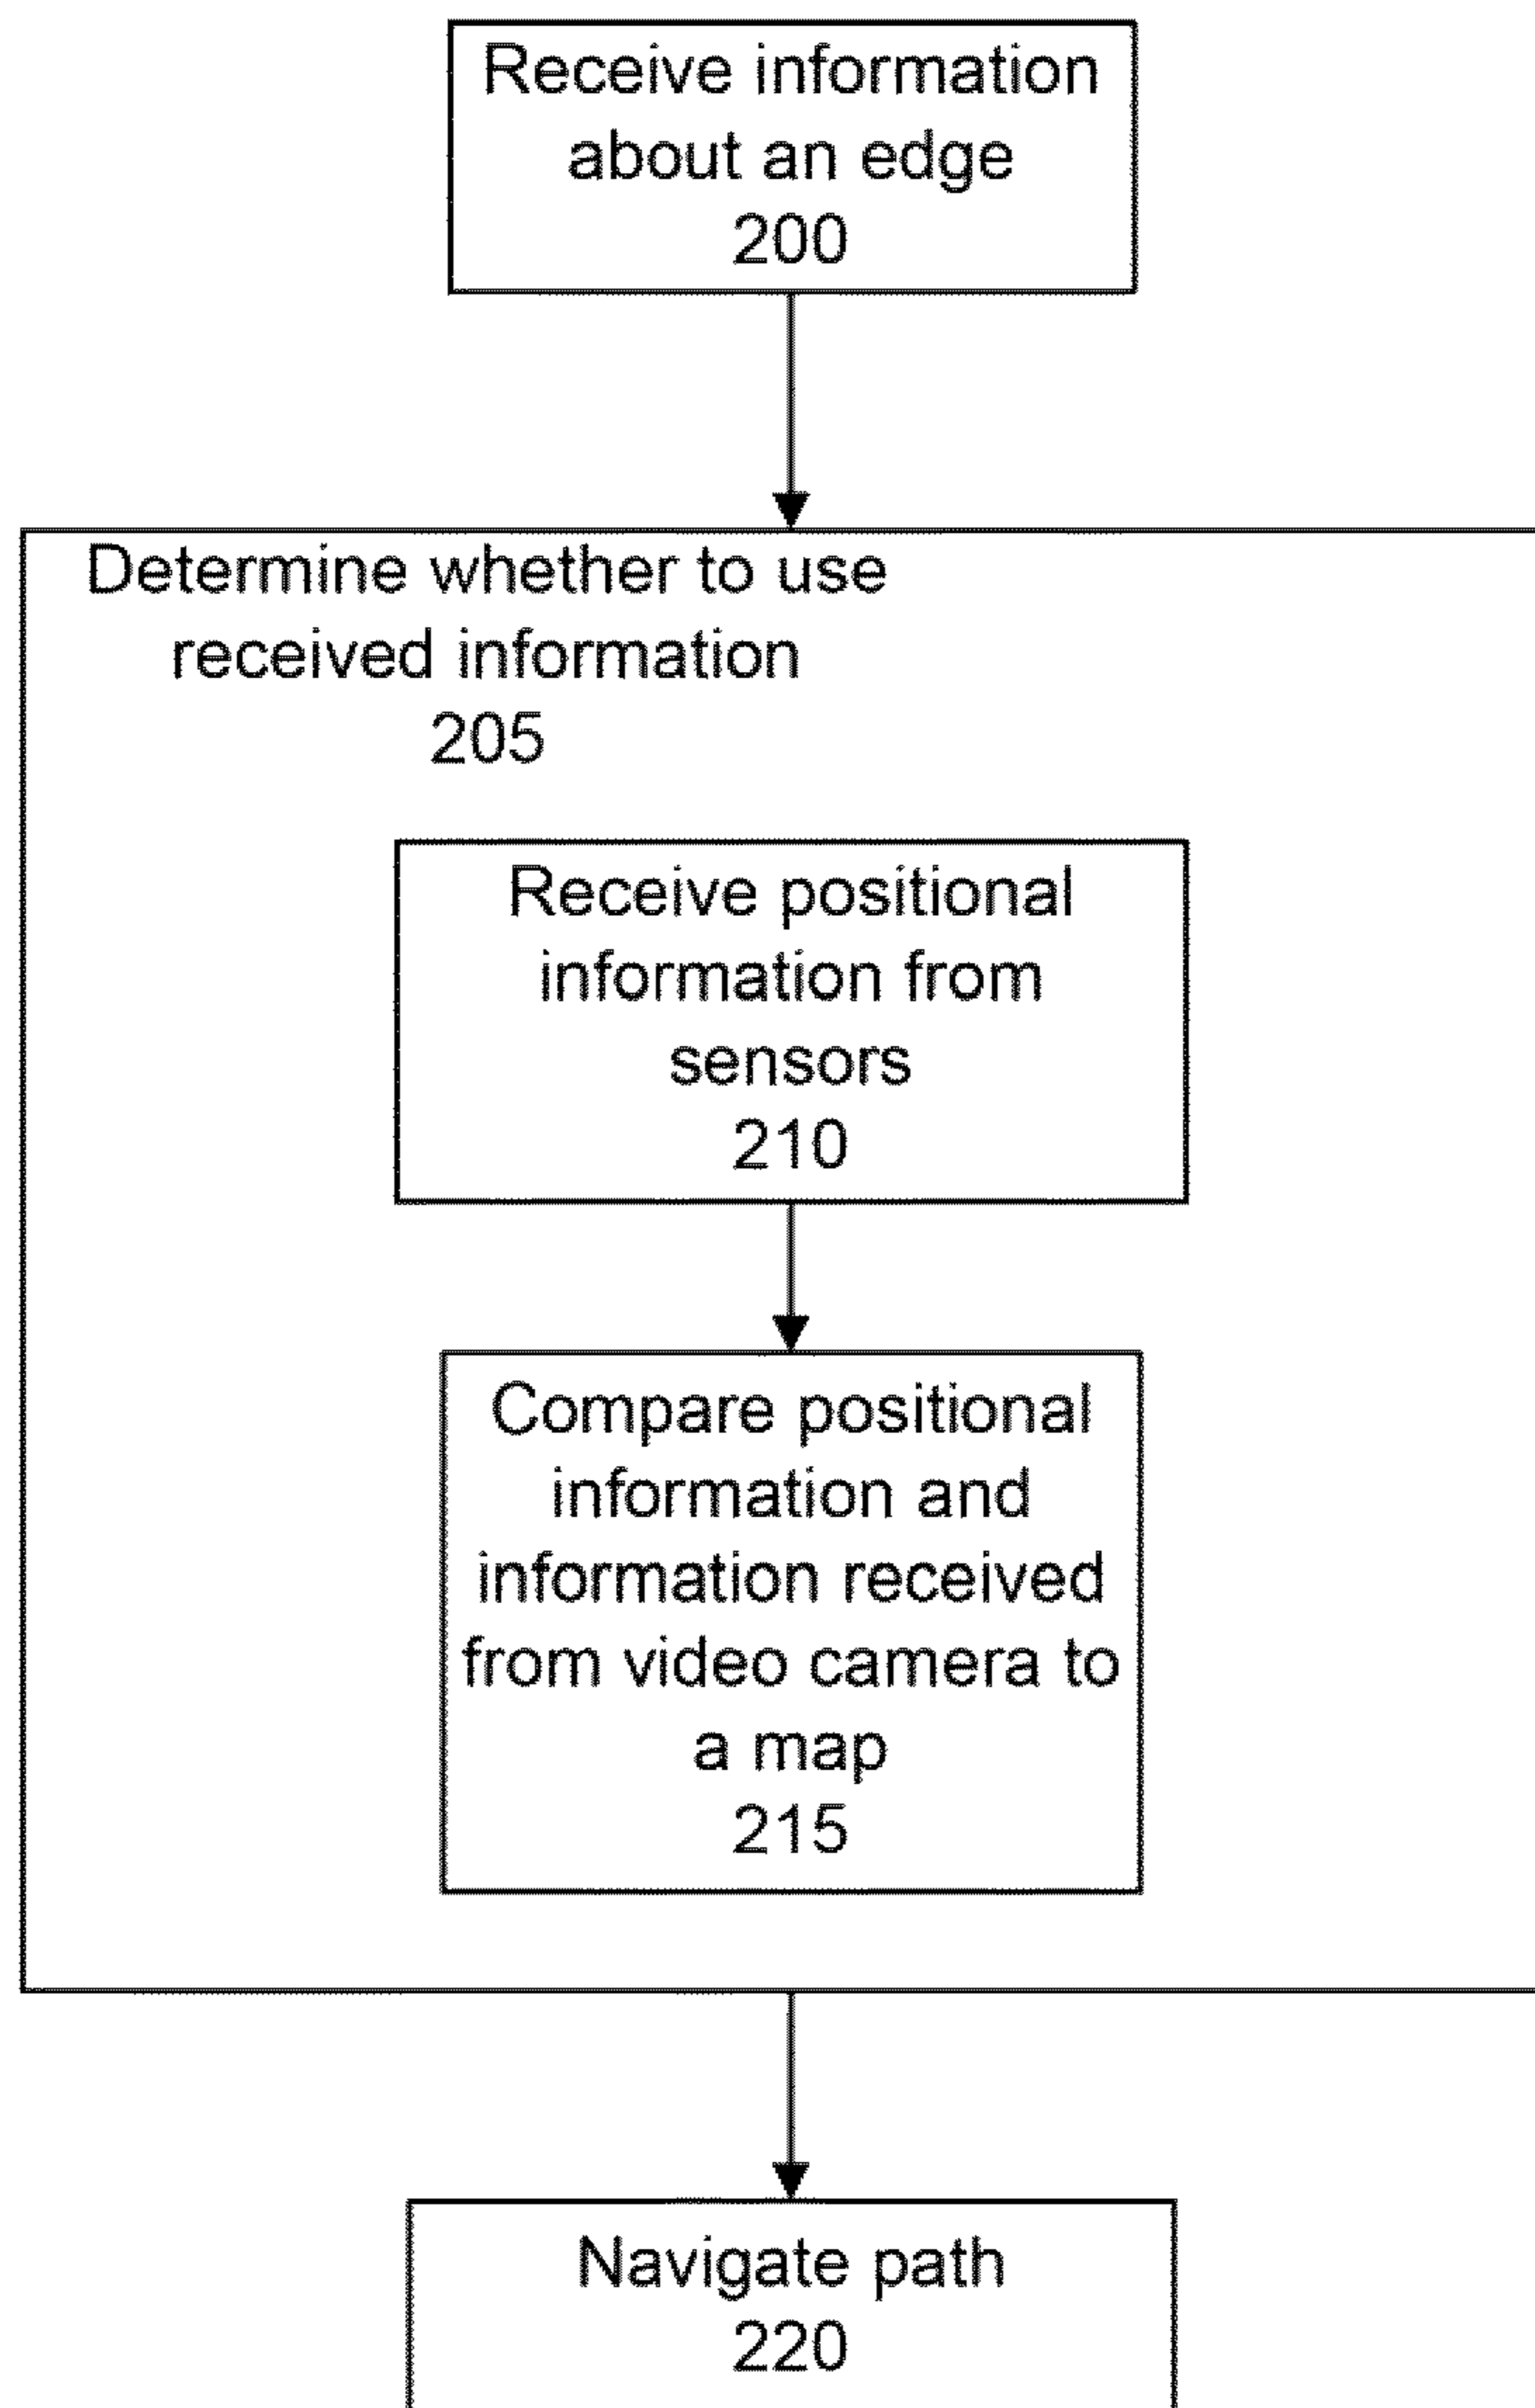 Receive information
about an edge
200
Determine whether to use
received information
205
Receive positional
information from
sensors
210
Compare positional
information and
information received
from video camera to
a map
215
Navigate path
220